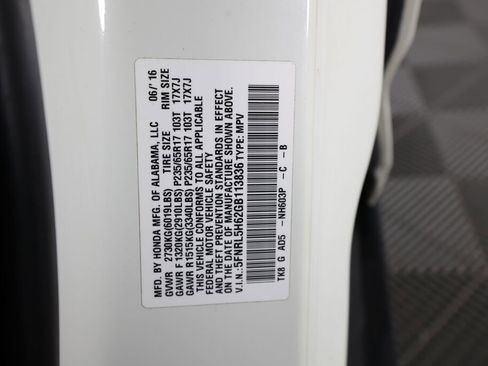 MFD. BY HONDA MFG. OF ALABAMA, LLC 06/'16
GVWR 2730KG(6019LBS) TIRE SIZE RIM SIZE
GAWR F 1320KG(2910LBS) P235/65R17 103T 17X7J
GAWR R 1515KG(3340LBS) P235/65R17 103T 17X7J
THIS VEHICLE CONFORMS TO ALL APPLICABLE
FEDERAL MOTOR VEHICLE SAFETY
AND THEFT PREVENTION STANDARDS IN EFFECT
ON THE DATE OF MANUFACTURE SHOWN ABOVE.
V.I.N.:5FNRL5H62GB113836 TYPE: MPV
TK8 G AD5 -NH603P -C -B